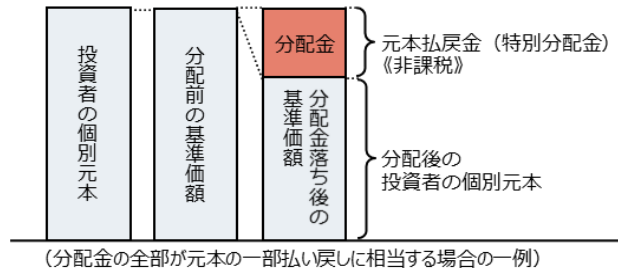 投資者の個別元本
分配前の基準価額
分配金
分配金落ち後の
基準価額
元本払戻金（特別分配金）
《非課税》
分配後の
投資者の個別元本
（分配金の全部が元本の一部払い戻しに相当する場合の一例）